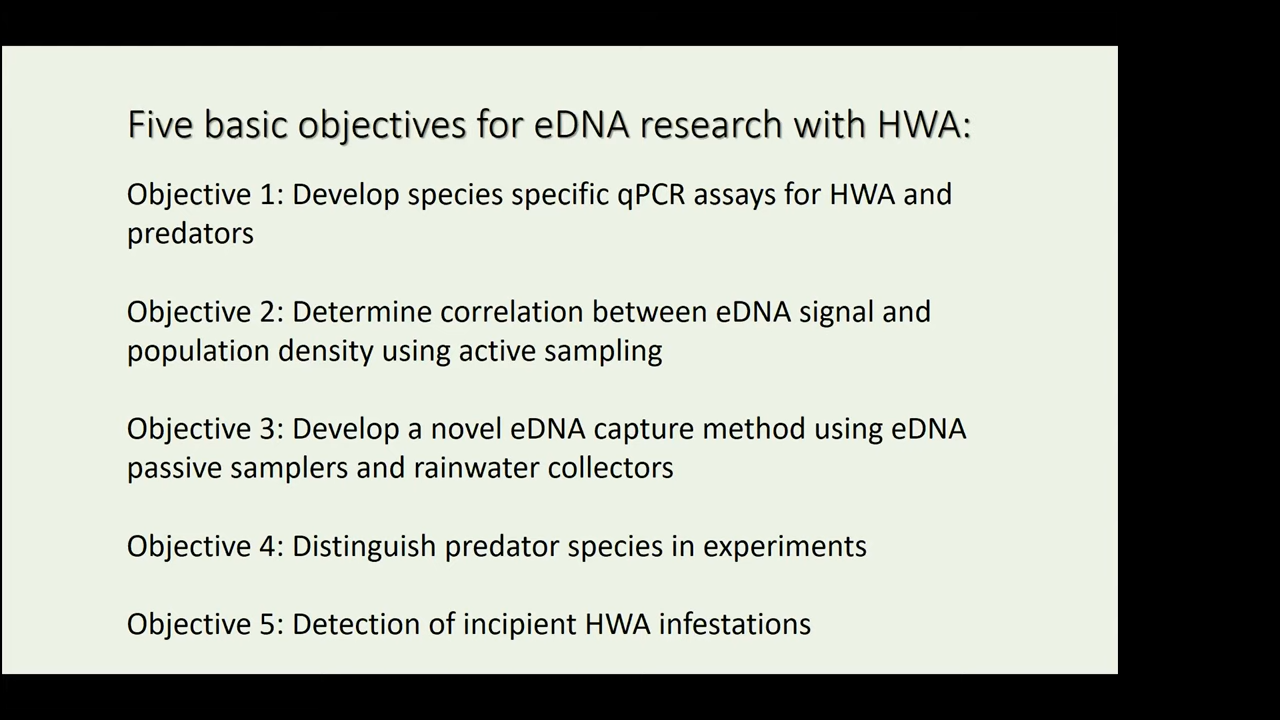 Five basic objectives for eDNA research with HWA:
Objective 1: Develop species specific qPCR assays for HWA and
predators
Objective 2: Determine correlation between eDNA signal and
population density using active sampling
Objective 3: Develop a novel eDNA capture method using eDNA
passive samplers and rainwater collectors
Objective 4: Distinguish predator species in experiments
Objective 5: Detection of incipient HWA infestations